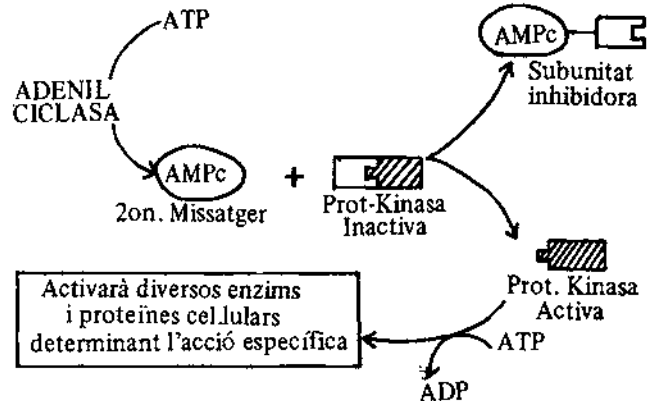 ATP
ADENIL
CICLASA
AMPc
2on. Missatger
+
Prot-Kinasa
Inactiva
AMPc
Subunitat
inhibidora
Prot. Kinasa
Activa
ATP
ADP
Activarà diversos enzims
i proteïnes cel.lulars
determinant l'acció específica